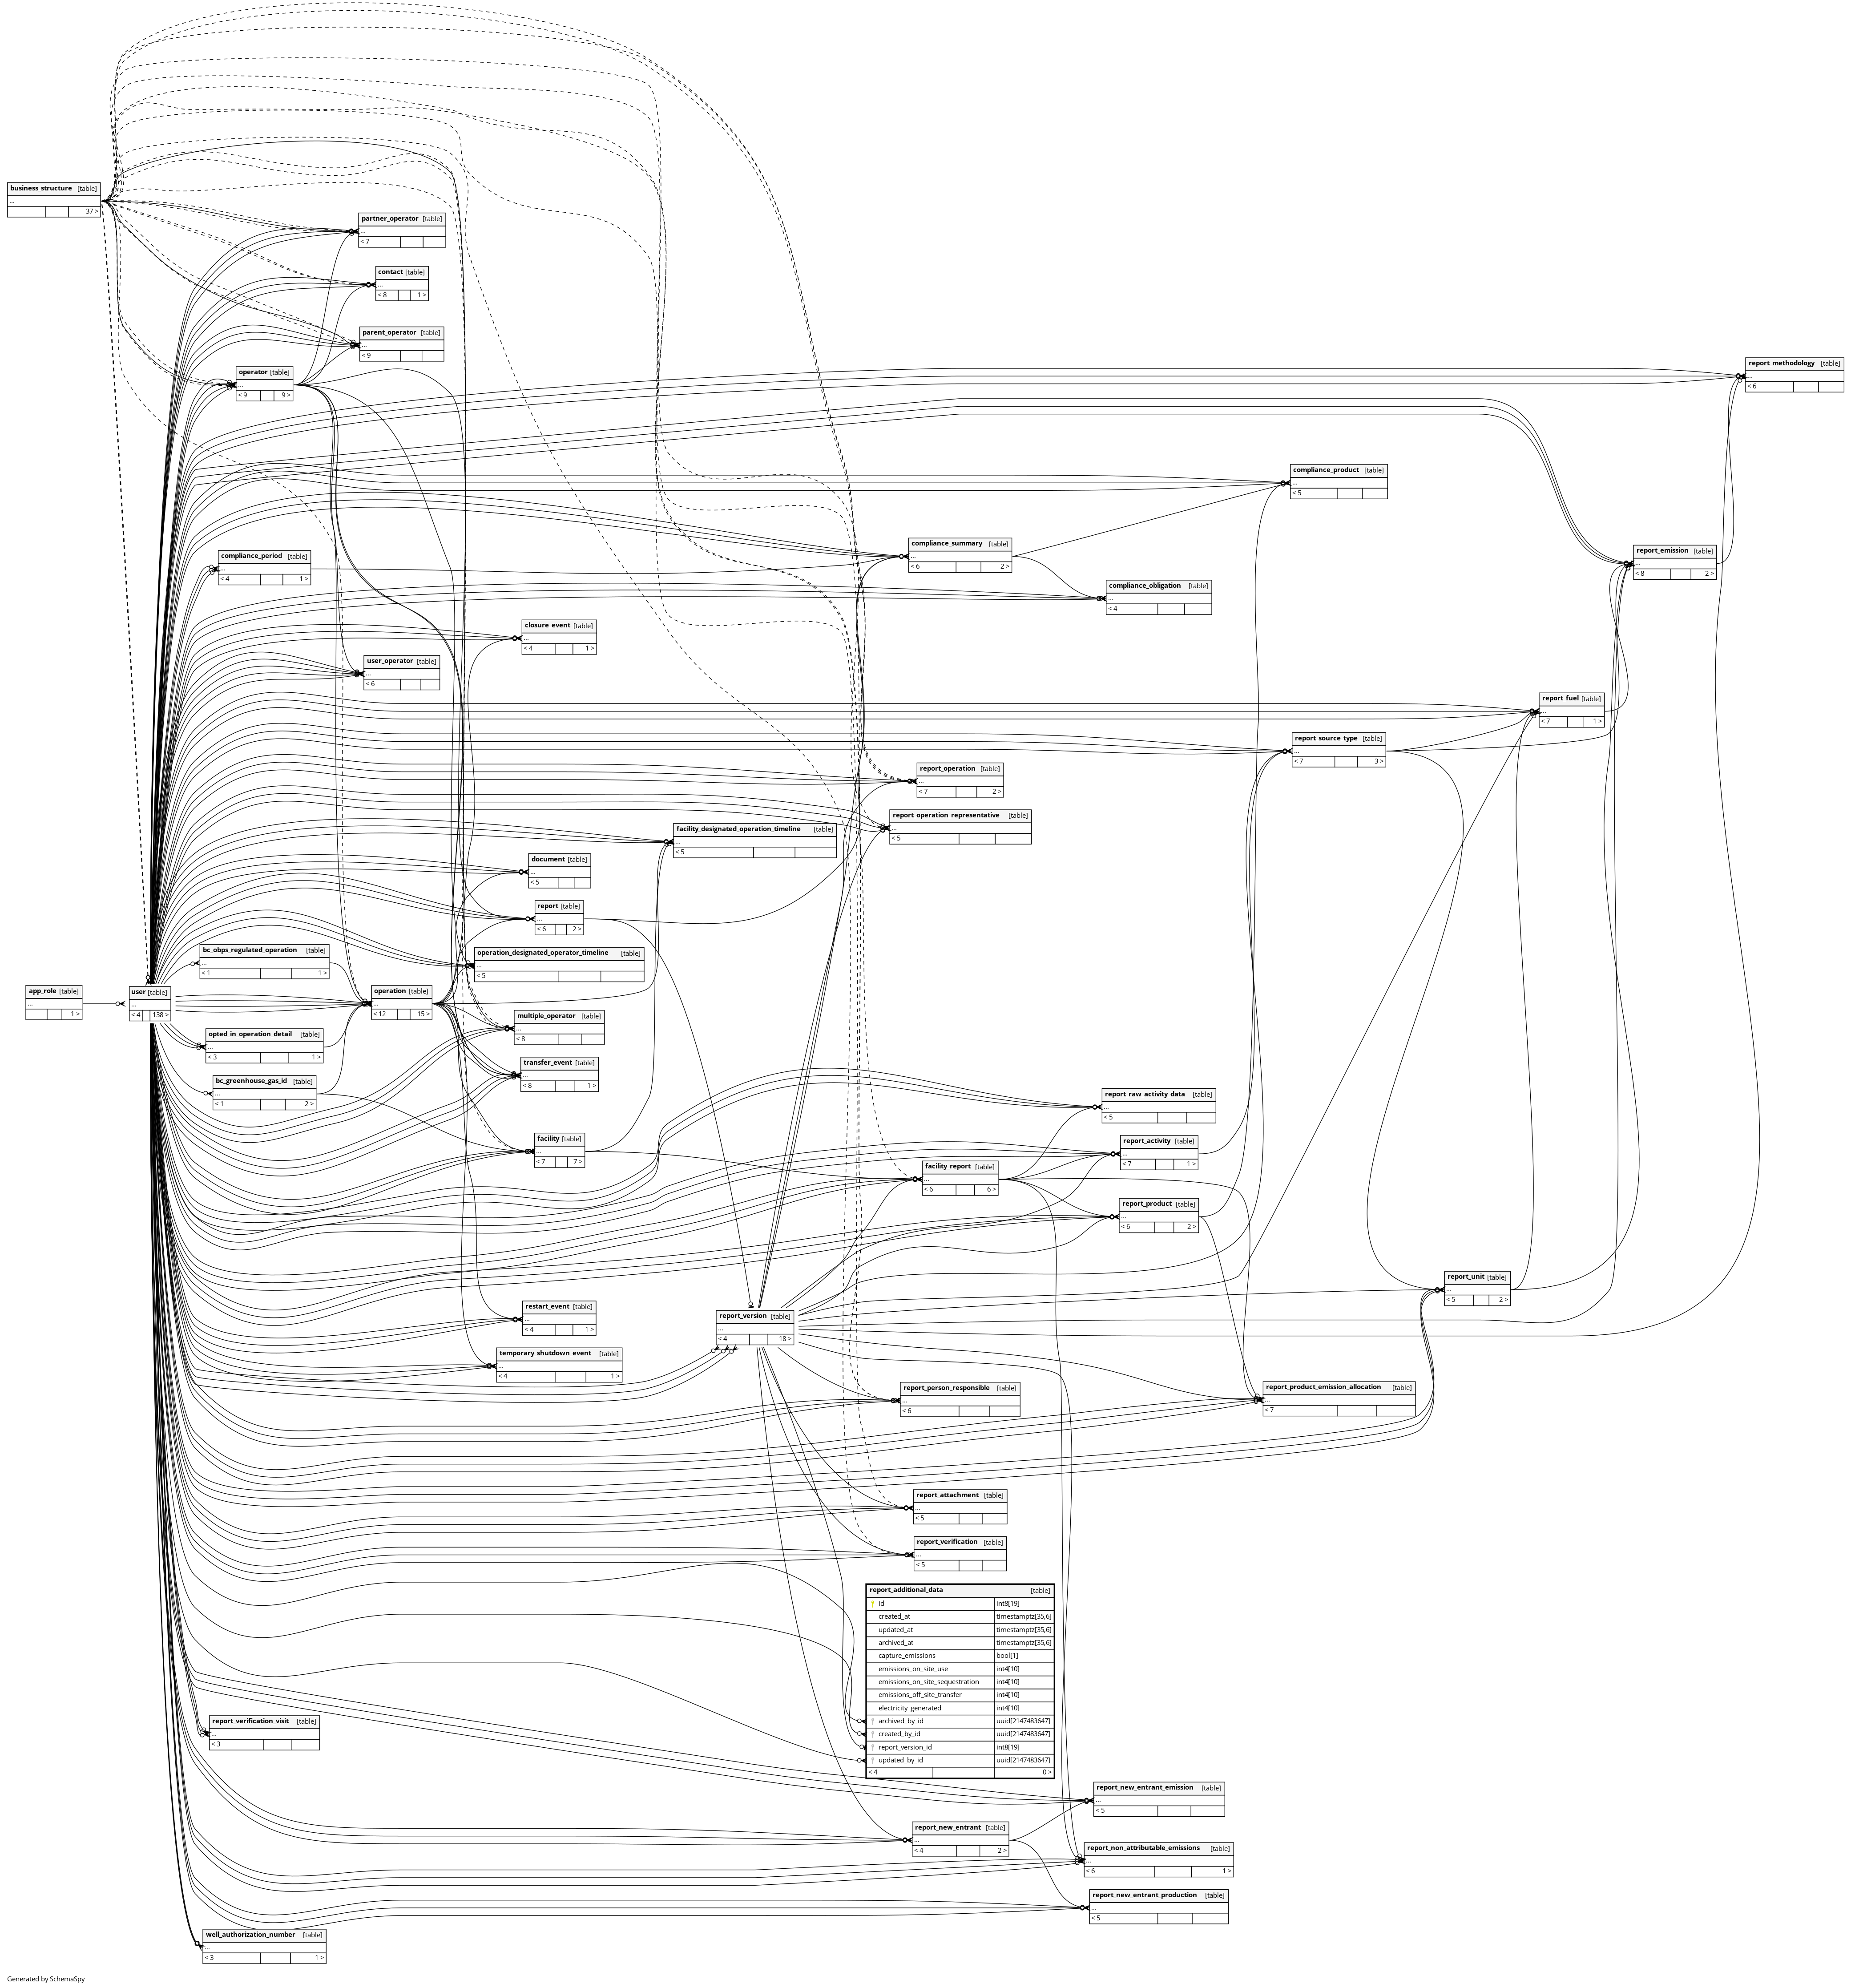 business_structure [table]
...
37 >
partner_operator [table]
...
< 7
contact [table]
...
< 8 1 >
parent_operator [table]
...
< 9
report_methodology [table]
...
< 6
operator [table]
...
< 9 9 >
compliance_product [table]
...
< 5
compliance_summary [table]
...
< 6 2 >
report_emission [table]
...
< 8 2 >
compliance_period [table]
...
< 4 1 >
compliance_obligation [table]
...
< 4
closure_event [table]
...
< 4 1 >
user_operator [table]
...
< 6
report_fuel [table]
...
< 7 1 >
report_source_type [table]
...
< 7 3 >
report_operation [table]
...
< 7 2 >
report_operation_representative [table]
...
< 5
facility_designated_operation_timeline [table]
...
< 5
document [table]
...
< 5
report [table]
...
< 6 2 >
bc_obps_regulated_operation [table]
...
< 1 1 >
operation_designated_operator_timeline [table]
...
< 5
app_role [table]
...
1 >
user [table]
...
< 4 138 >
operation [table]
...
< 12 15 >
multiple_operator [table]
...
< 8
opted_in_operation_detail [table]
...
< 3 1 >
transfer_event [table]
...
< 8 1 >
bc_greenhouse_gas_id [table]
...
< 1 2 >
report_raw_activity_data [table]
...
< 5
facility [table]
...
< 7 7 >
report_activity [table]
...
< 7 1 >
facility_report [table]
...
< 6 6 >
report_product [table]
...
< 6 2 >
report_unit [table]
...
< 5 2 >
restart_event [table]
...
< 4 1 >
report_version [table]
...
< 4 18 >
temporary_shutdown_event [table]
...
< 4 1 >
report_person_responsible [table]
...
< 6
report_product_emission_allocation [table]
...
< 7
report_attachment [table]
...
< 5
report_verification [table]
...
< 5
report_additional_data [table]
id int8[19]
created_at timestamptz[35,6]
updated_at timestamptz[35,6]
archived_at timestamptz[35,6]
capture_emissions bool[1]
emissions_on_site_use int4[10]
emissions_on_site_sequestration int4[10]
emissions_off_site_transfer int4[10]
electricity_generated int4[10]
archived_by_id uuid[2147483647]
created_by_id uuid[2147483647]
report_version_id int8[19]
updated_by_id uuid[2147483647]
< 4 0 >
report_verification_visit [table]
...
< 3
report_new_entrant_emission [table]
...
< 5
report_new_entrant [table]
...
< 4 2 >
report_non_attributable_emissions [table]
...
< 6 1 >
report_new_entrant_production [table]
...
< 5
well_authorization_number [table]
...
< 3 1 >
Generated by SchemaSpy